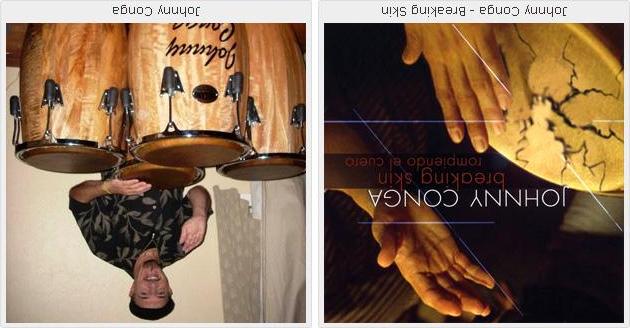 JOHNNY CONGA
breaking skin
rompiendo el cuero
Johnny Conga - Breaking Skin
Johnny
Conga
Johnny Conga